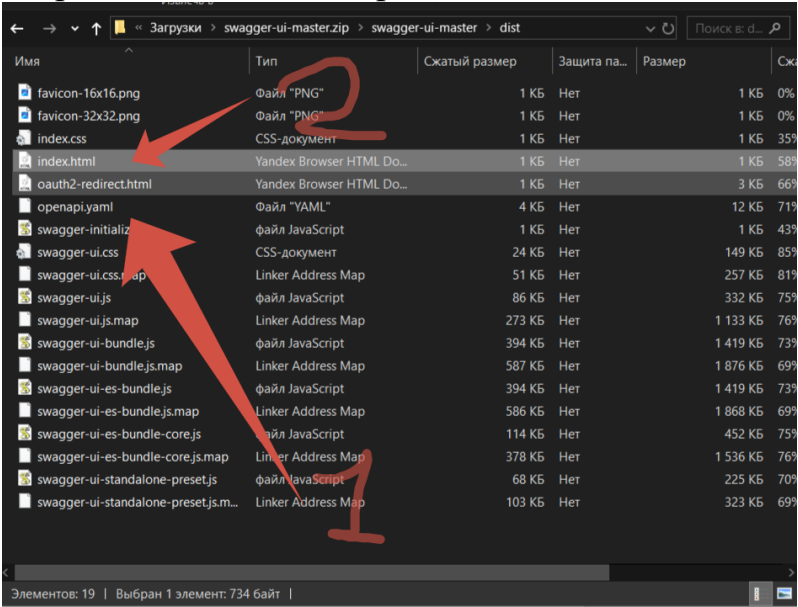 ← → ↑ « Загрузки > swagger-ui-master.zip > swagger-ui-master > dist Поиск в: d...
Имя Тип Сжатый размер Защита па... Размер Сжа
favicon-16x16.png Файл "PNG" 1 КБ Нет 1 КБ 0%
favicon-32x32.png Файл "PNG" 1 КБ Нет 1 КБ 0%
index.css CSS-документ 1 КБ Нет 1 КБ 35%
index.html Yandex Browser HTML Do... 1 КБ Нет 1 КБ 58%
oauth2-redirect.html Yandex Browser HTML Do... 1 КБ Нет 3 КБ 66%
openapi.yaml Файл "YAML" 4 КБ Нет 12 КБ 71%
swagger-initializ файл JavaScript 1 КБ Нет 1 КБ 43%
swagger-ui.css CSS-документ 24 КБ Нет 149 КБ 85%
swagger-ui.css.map Linker Address Map 51 КБ Нет 257 КБ 81%
swagger-ui.js файл JavaScript 86 КБ Нет 332 КБ 75%
swagger-ui.js.map Linker Address Map 273 КБ Нет 1 133 КБ 76%
swagger-ui-bundle.js файл JavaScript 394 КБ Нет 1 419 КБ 73%
swagger-ui-bundle.js.map Linker Address Map 587 КБ Нет 1 876 КБ 69%
swagger-ui-es-bundle.js файл JavaScript 394 КБ Нет 1 419 КБ 73%
swagger-ui-es-bundle.js.map Linker Address Map 586 КБ Нет 1 868 КБ 69%
swagger-ui-es-bundle-core.js файл JavaScript 114 КБ Нет 452 КБ 75%
swagger-ui-es-bundle-core.js.map Linker Address Map 378 КБ Нет 1 536 КБ 76%
swagger-ui-standalone-preset.js файл JavaScript 68 КБ Нет 225 КБ 70%
swagger-ui-standalone-preset.js.m... Linker Address Map 103 КБ Нет 323 КБ 69%
2
1
Элементов: 19 | Выбран 1 элемент: 734 байт |